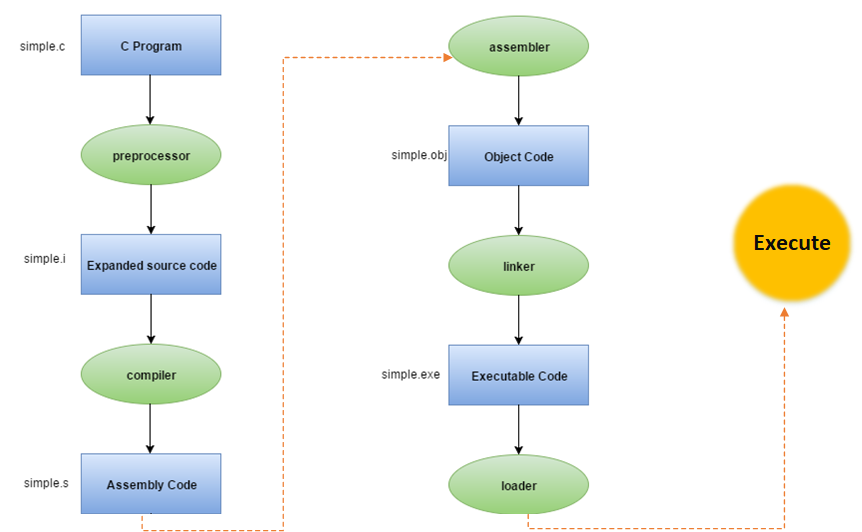 simple.c
C Program
preprocessor
simple.i
Expanded source code
compiler
simple.s
Assembly Code
assembler
simple.obj
Object Code
linker
simple.exe
Executable Code
loader
Execute